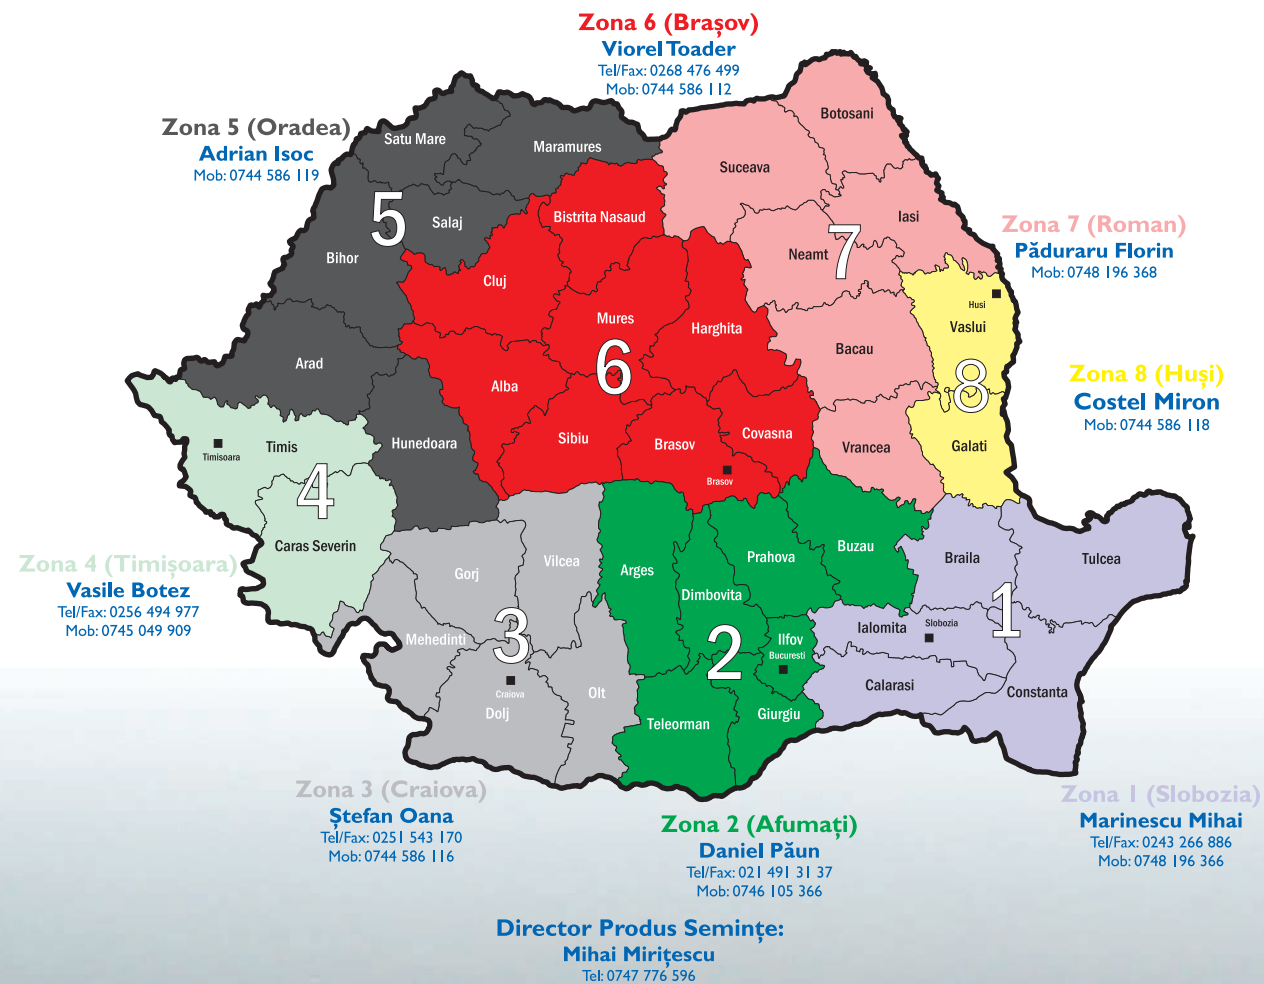 Zona 6 (Brașov)
Viorel Toader
Tel/Fax: 0268 476 499
Mob: 0744 586 112
Zona 5 (Oradea)
Adrian Isoc
Mob: 0744 586 119
Zona 7 (Roman)
Păduraru Florin
Mob: 0748 196 368
Zona 8 (Huși)
Costel Miron
Mob: 0744 586 118
Zona 4 (Timișoara)
Vasile Botez
Tel/Fax: 0256 494 977
Mob: 0745 049 909
Zona 3 (Craiova)
Ștefan Oana
Tel/Fax: 0251 543 170
Mob: 0744 586 116
Zona 2 (Afumați)
Daniel Păun
Tel/Fax: 021 491 31 37
Mob: 0746 105 366
Zona 1 (Slobozia)
Marinescu Mihai
Tel/Fax: 0243 266 886
Mob: 0748 196 366
Director Produs Semințe:
Mihai Mirițescu
Tel: 0747 776 596
Satu Mare
Maramures
Salaj
5
Bihor
Arad
Hunedoara
Bistrita Nasaud
Cluj
Mures
Harghita
6
Alba
Sibiu
Brasov
Covasna
Brasov
Botosani
Suceava
Iasi
Neamt
7
Bacau
Vrancea
Husi
Vaslui
8
Galati
Timis
Timisoara
4
Caras Severin
Vilcea
Gorj
Mehedinti
3
Craiova
Dolj
Olt
Arges
Dimbovita
Prahova
Buzau
Ilfov
Bucuresti
2
Teleorman
Giurgiu
Braila
Tulcea
1
Ialomita
Slobozia
Calarasi
Constanta